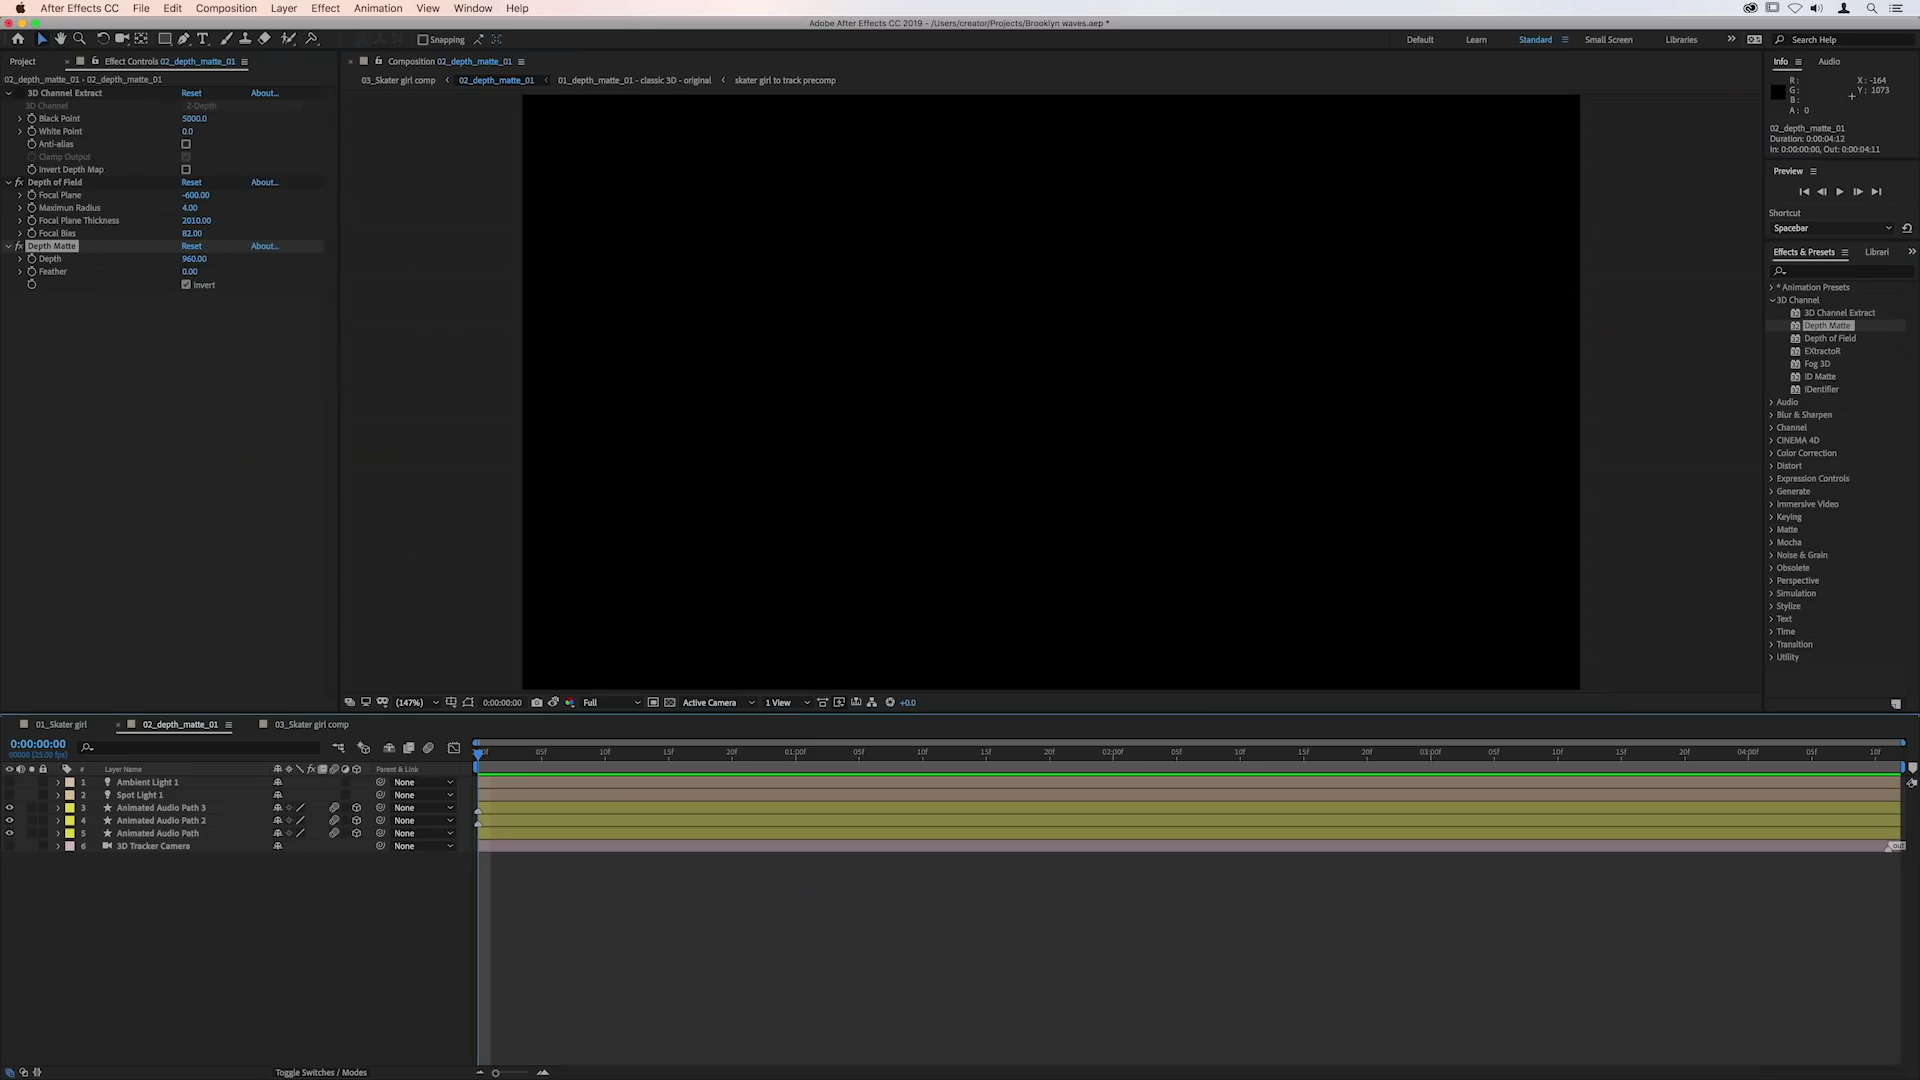 After Effects CC File Edit Composition Layer Effect Animation View Window Help
Adobe After Effects CC 2019 - /Users/creator/Projects/Brooklyn waves.aep *
Snapping
Default Learn Standard Small Screen Libraries Search Help
Project Effect Controls 02_depth_matte_01
02_depth_matte_01 - 02_depth_matte_01
3D Channel Extract Reset About...
3D Channel Z-Depth
Black Point 5000.0
White Point 0.0
Anti-alias
Clamp Output
Invert Depth Map
fx Depth of Field Reset About...
Focal Plane -600.00
Maximun Radius 4.00
Focal Plane Thickness 2010.00
Focal Bias 82.00
fx Depth Matte Reset About...
Depth 960.00
Feather 0.00
Invert
Composition 02_depth_matte_01
03_Skater girl comp 02_depth_matte_01 01_depth_matte_01 - classic 3D - original skater girl to track precomp
(147%) 0:00:00:00 Full Active Camera 1 View +0.0
Info Audio
R: X: -164
G: Y: 1073
B:
A: 0
02_depth_matte_01
Duration: 0:00:04:12
In: 0:00:00:00, Out: 0:00:04:11
Preview
Shortcut
Spacebar
Effects & Presets Librari
* Animation Presets
3D Channel
3D Channel Extract
Depth Matte
Depth of Field
EXtractoR
Fog 3D
ID Matte
IDentifier
Audio
Blur & Sharpen
Channel
CINEMA 4D
Color Correction
Distort
Expression Controls
Generate
Immersive Video
Keying
Matte
Mocha
Noise & Grain
Obsolete
Perspective
Simulation
Stylize
Text
Time
Transition
Utility
01_Skater girl 02_depth_matte_01 03_Skater girl comp
0:00:00:00
00000 (25.00 fps)
05f 10f 15f 20f 01:00f 05f 10f 15f 20f 02:00f 05f 10f 15f 20f 03:00f 05f 10f 15f 20f 04:00f 05f 10f
# Layer Name fx Parent & Link
1 Ambient Light 1 None
2 Spot Light 1 None
3 Animated Audio Path 3 None
4 Animated Audio Path 2 None
5 Animated Audio Path None
6 3D Tracker Camera None out
Toggle Switches / Modes